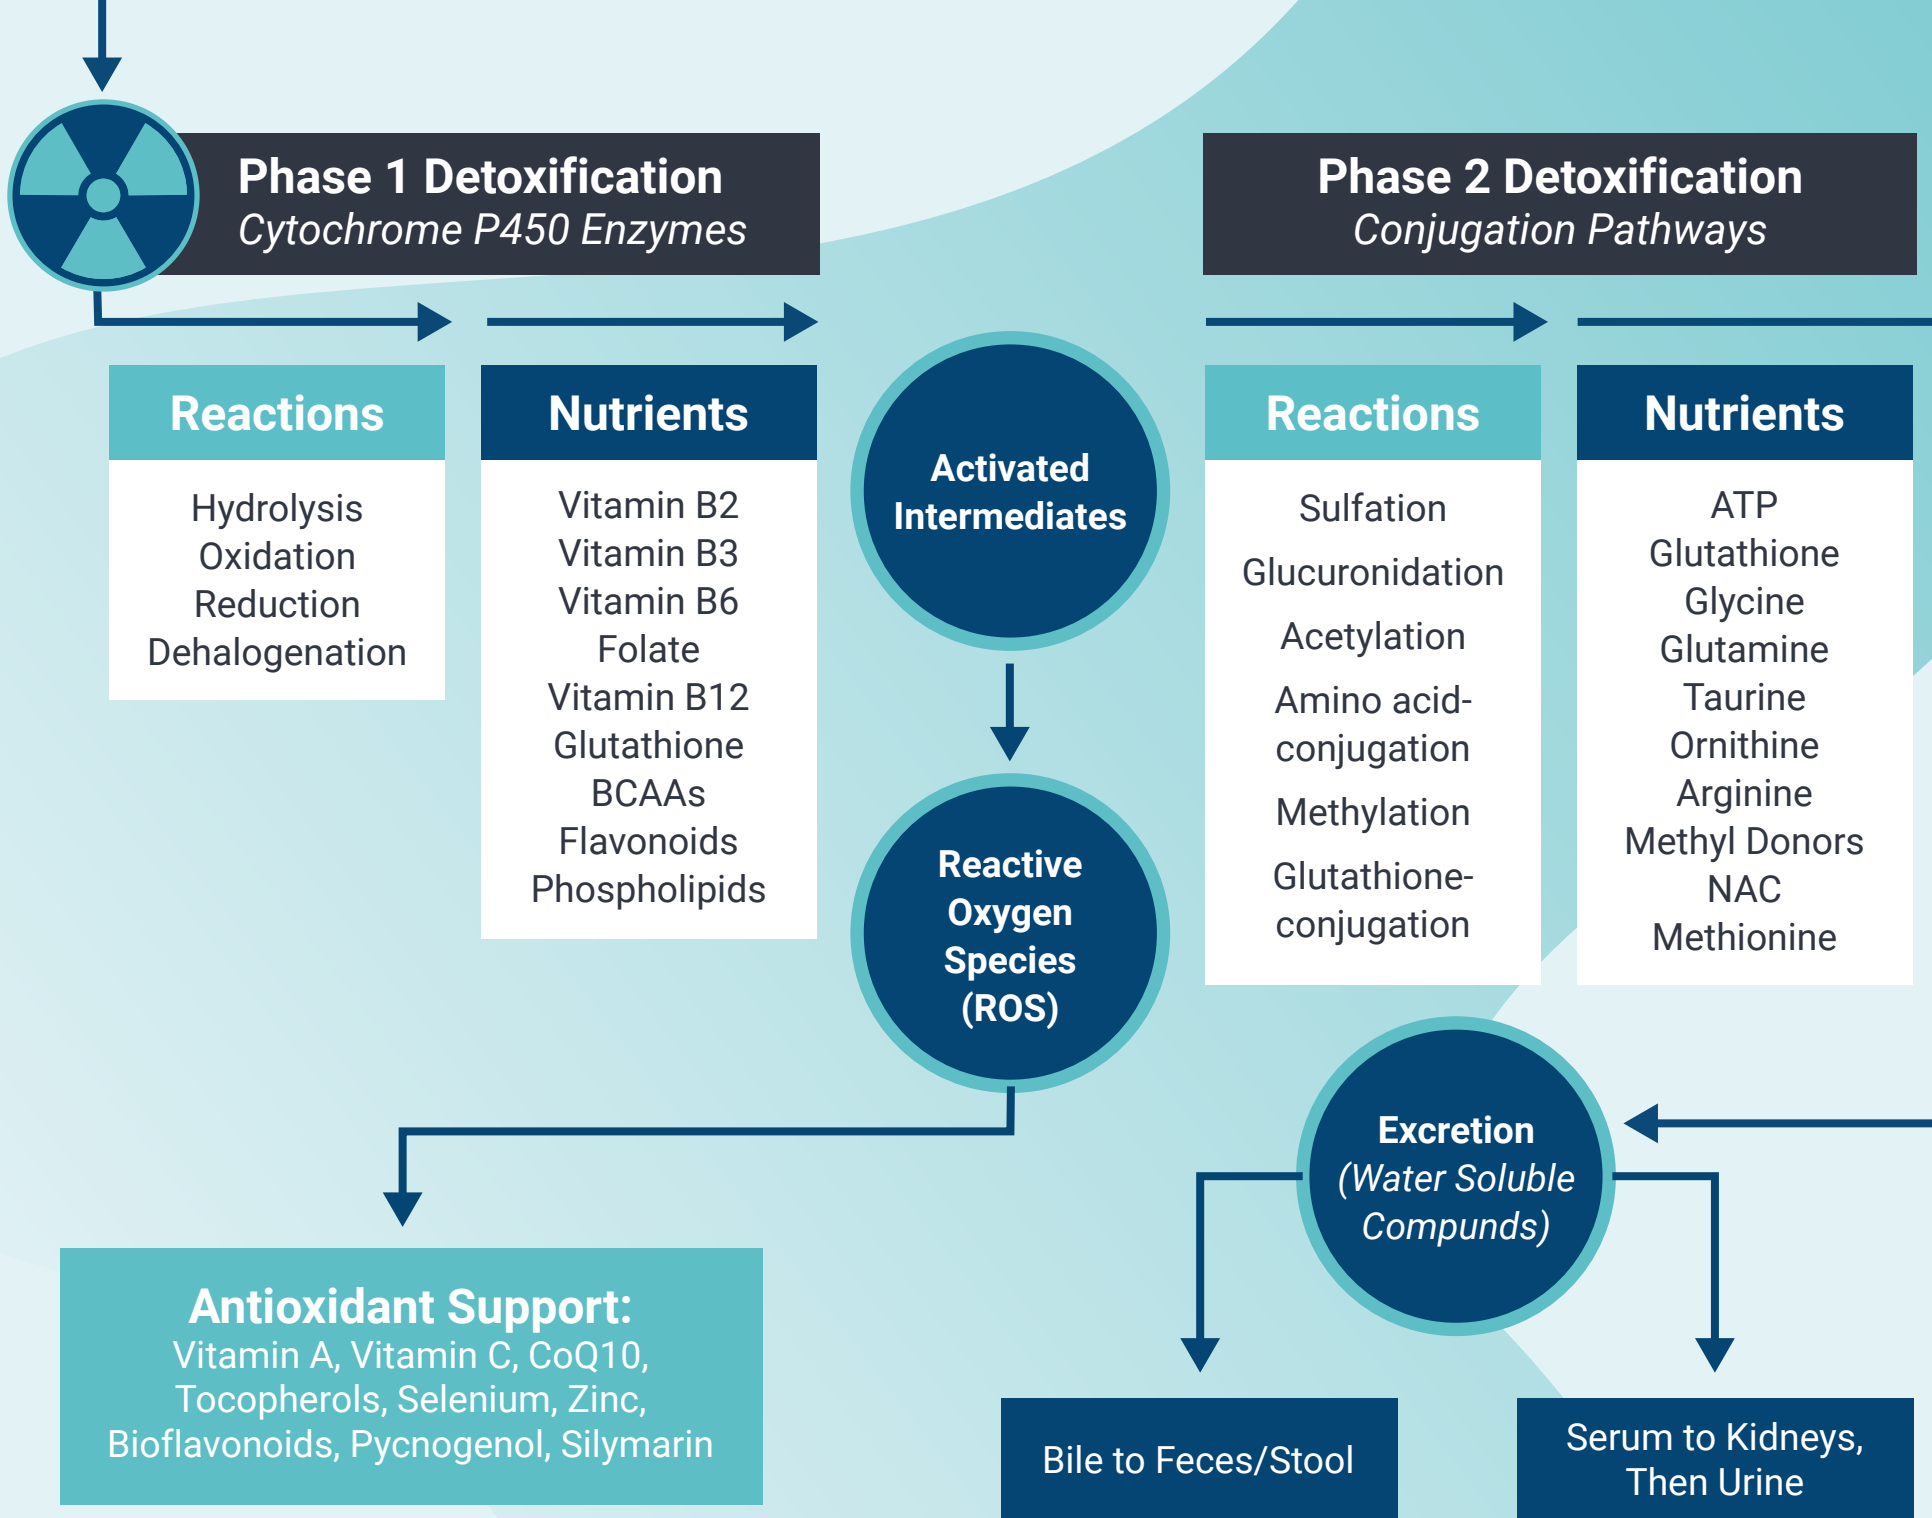 Phase 1 Detoxification
Cytochrome P450 Enzymes
Reactions
Hydrolysis
Oxidation
Reduction
Dehalogenation
Nutrients
Vitamin B2
Vitamin B3
Vitamin B6
Folate
Vitamin B12
Glutathione
BCAAs
Flavonoids
Phospholipids
Activated
Intermediates
Reactive
Oxygen
Species
(ROS)
Antioxidant Support:
Vitamin A, Vitamin C, CoQ10,
Tocopherols, Selenium, Zinc,
Bioflavonoids, Pycnogenol, Silymarin
Phase 2 Detoxification
Conjugation Pathways
Reactions
Sulfation
Glucuronidation
Acetylation
Amino acid-
conjugation
Methylation
Glutathione-
conjugation
Nutrients
ATP
Glutathione
Glycine
Glutamine
Taurine
Ornithine
Arginine
Methyl Donors
NAC
Methionine
Excretion
(Water Soluble
Compunds)
Bile to Feces/Stool
Serum to Kidneys,
Then Urine